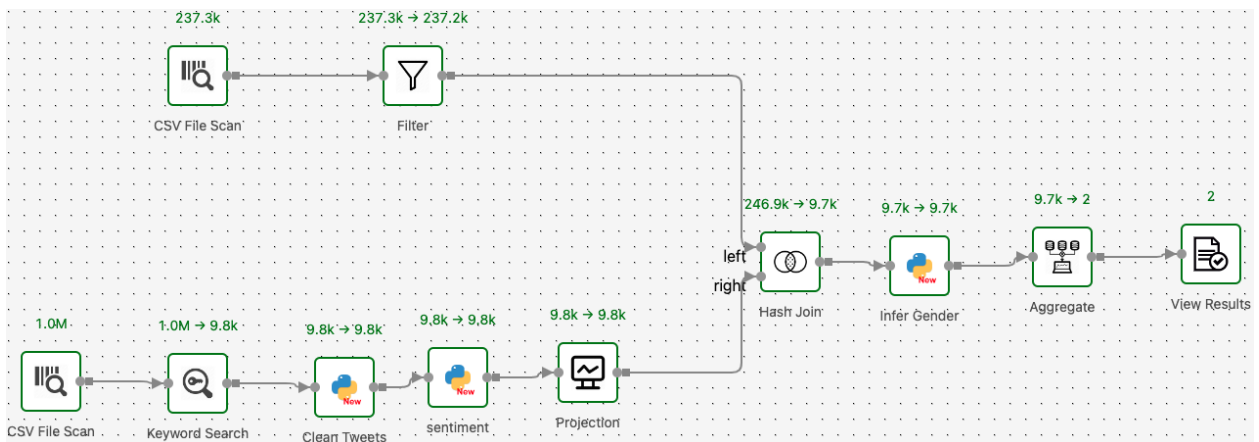 237.3k
237.3k → 237.2k
CSV File Scan
Filter
246.9k → 9.7k
9.7k → 9.7k
9.7k → 2
2
left
right
Hash Join
New
Infer Gender
Aggregate
View Results
1.0M
1.0M → 9.8k
9.8k → 9.8k
9.8k → 9.8k
9.8k → 9.8k
New
New
CSV File Scan
Keyword Search
Clean Tweets
sentiment
Projection